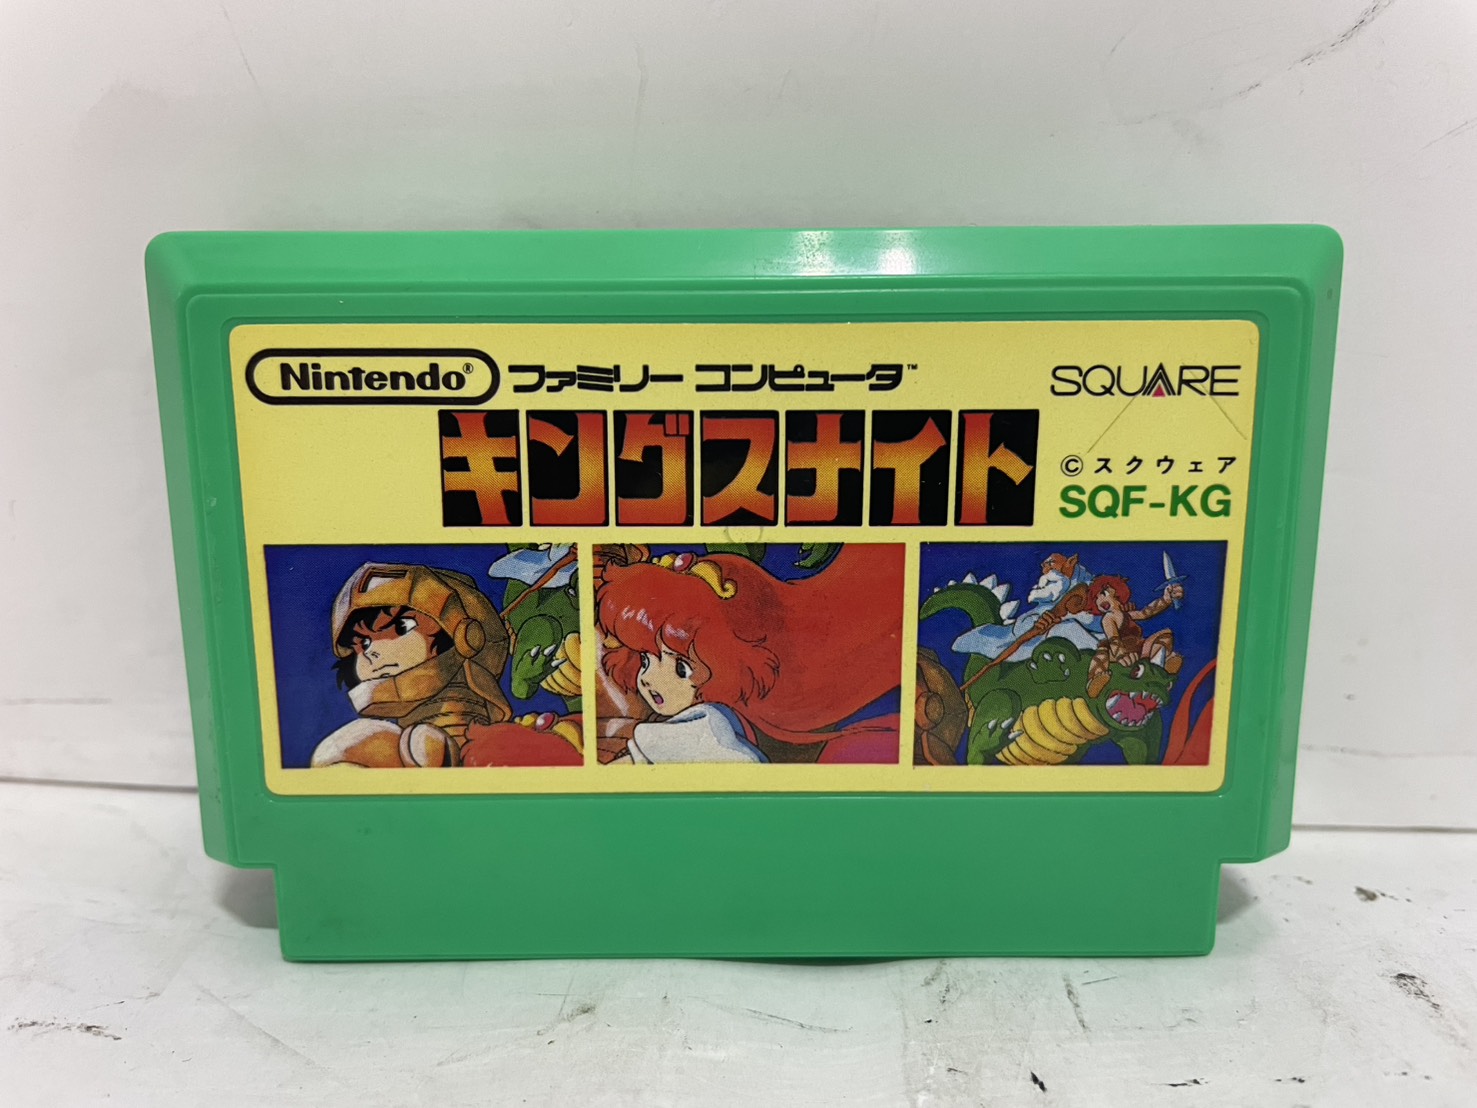 Nintendo® ファミリー コンピュータ™
SQUARE
キングスナイト
©スクウェア
SQF-KG